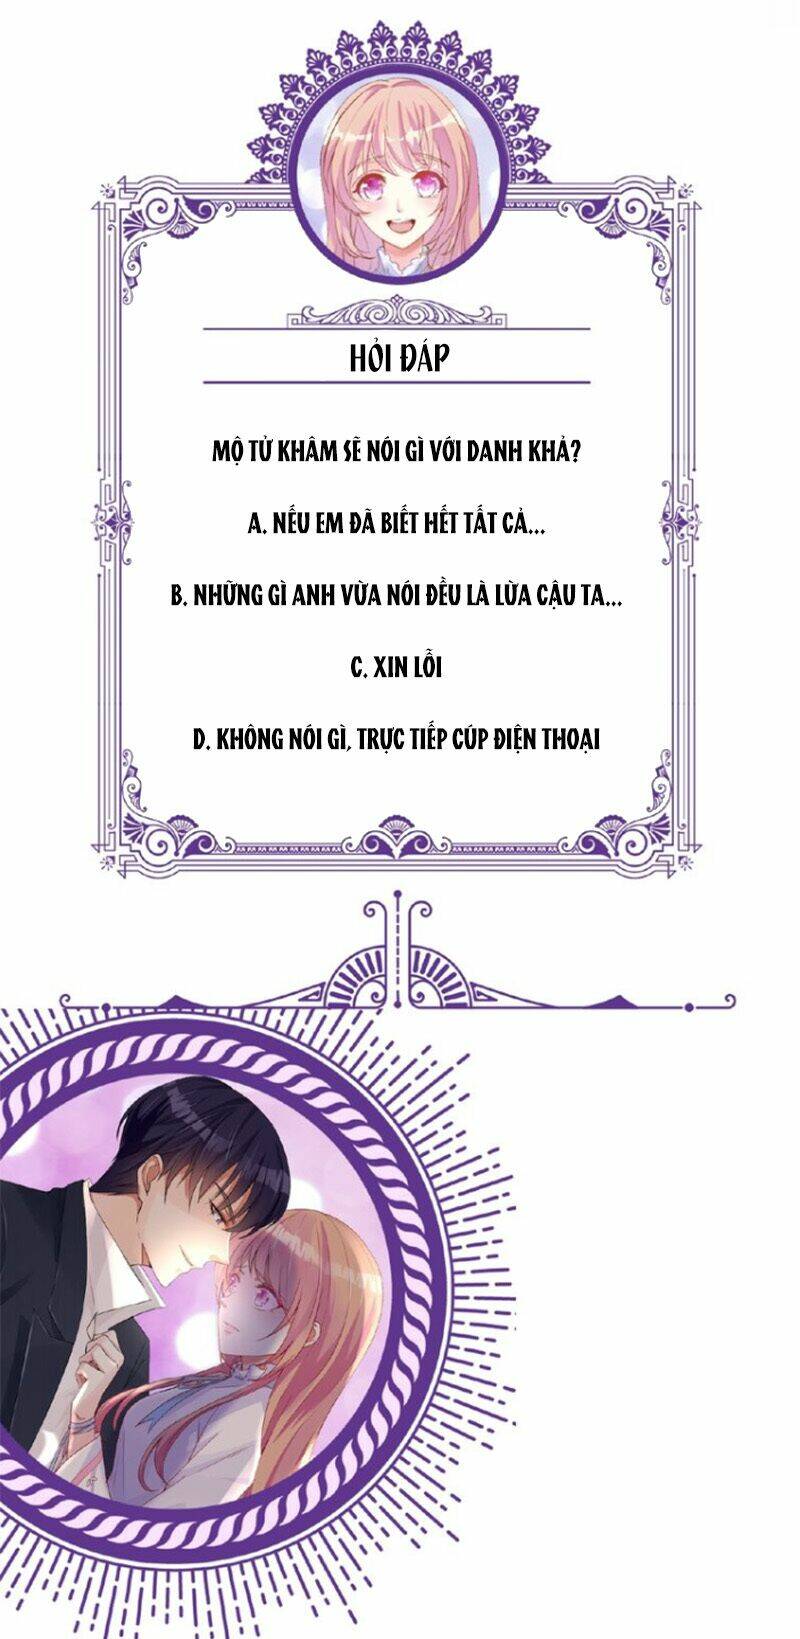 HỎI ĐÁP
MỘ TỬ KHÂM SẼ NÓI GÌ VỚI DANH KHẢ?
A. NẾU EM ĐÃ BIẾT HẾT TẤT CẢ...
B. NHỮNG GÌ ANH VỪA NÓI ĐỀU LÀ LỪA CẬU TA...
C. XIN LỖI
D. KHÔNG NÓI GÌ, TRỰC TIẾP CÚP ĐIỆN THOẠI